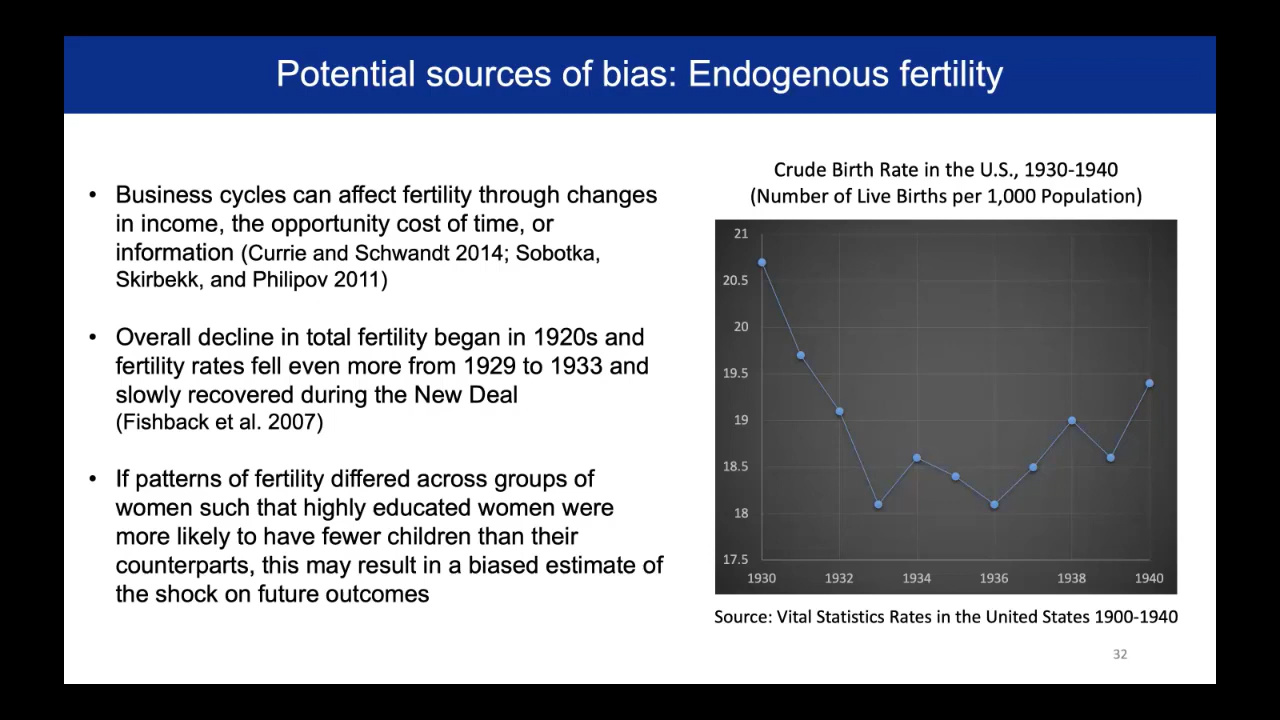 Potential sources of bias: Endogenous fertility
• Business cycles can affect fertility through changes
in income, the opportunity cost of time, or
information (Currie and Schwandt 2014; Sobotka,
Skirbekk, and Philipov 2011)
• Overall decline in total fertility began in 1920s and
fertility rates fell even more from 1929 to 1933 and
slowly recovered during the New Deal
(Fishback et al. 2007)
• If patterns of fertility differed across groups of
women such that highly educated women were
more likely to have fewer children than their
counterparts, this may result in a biased estimate of
the shock on future outcomes
Crude Birth Rate in the U.S., 1930-1940
(Number of Live Births per 1,000 Population)
21
20.5
20
19.5
19
18.5
18
17.5
1930 1932 1934 1936 1938 1940
Source: Vital Statistics Rates in the United States 1900-1940
32